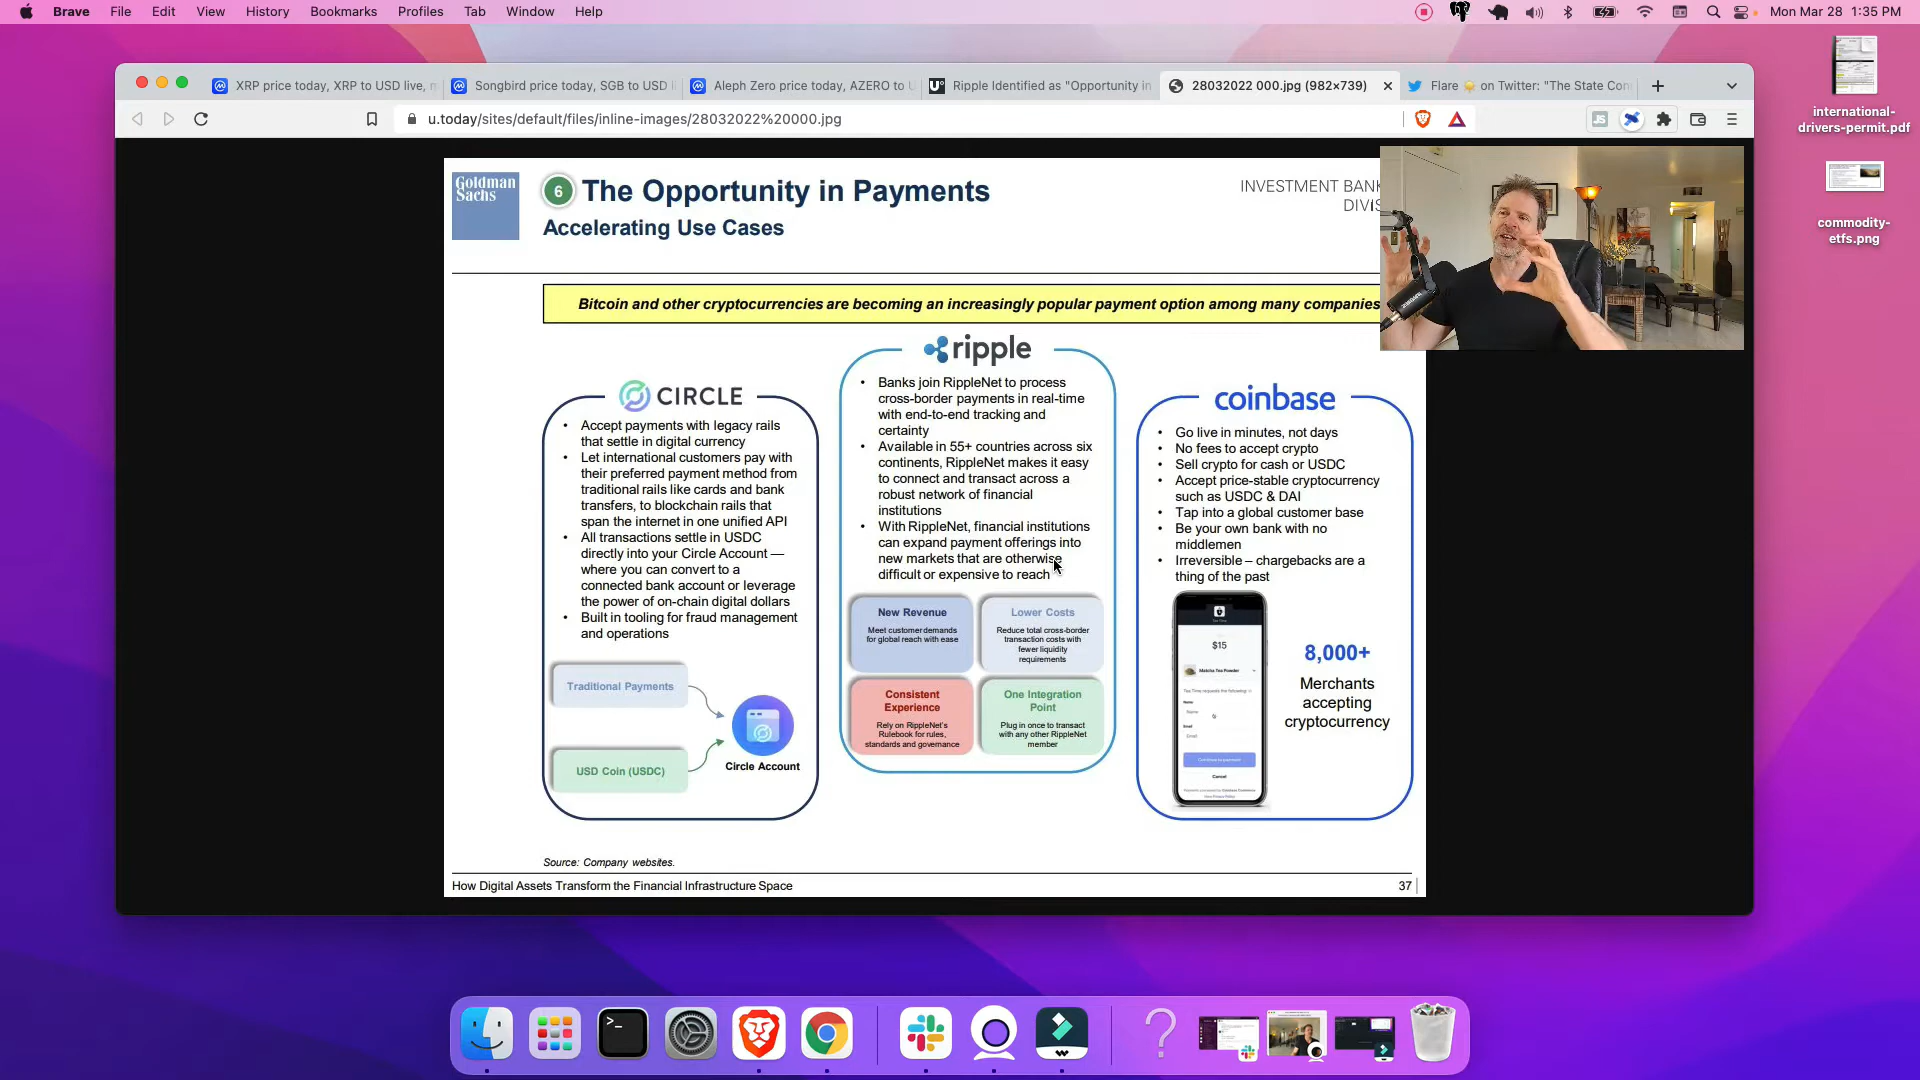 Brave File Edit View History Bookmarks Profiles Tab Window Help
Mon Mar 28 1:35 PM
XRP price today, XRP to USD live,
Songbird price today, SGB to USD li
Aleph Zero price today, AZERO to U
Ripple Identified as "Opportunity in
28032022 000.jpg (982×739)
Flare on Twitter: "The State Con
u.today/sites/default/files/inline-images/28032022%20000.jpg
international-
drivers-permit.pdf
commodity-
etfs.png
Goldman
Sachs
6 The Opportunity in Payments
Accelerating Use Cases
INVESTMENT BANK
DIVIS
Bitcoin and other cryptocurrencies are becoming an increasingly popular payment option among many companies
CIRCLE
• Accept payments with legacy rails
that settle in digital currency
• Let international customers pay with
their preferred payment method from
traditional rails like cards and bank
transfers, to blockchain rails that
span the internet in one unified API
• All transactions settle in USDC
directly into your Circle Account —
where you can convert to a
connected bank account or leverage
the power of on-chain digital dollars
• Built in tooling for fraud management
and operations
Traditional Payments
USD Coin (USDC)
Circle Account
ripple
• Banks join RippleNet to process
cross-border payments in real-time
with end-to-end tracking and
certainty
• Available in 55+ countries across six
continents, RippleNet makes it easy
to connect and transact across a
robust network of financial
institutions
• With RippleNet, financial institutions
can expand payment offerings into
new markets that are otherwise
difficult or expensive to reach
New Revenue
Meet customer demands
for global reach with ease
Lower Costs
Reduce total cross-border
transaction costs with
fewer liquidity
requirements
Consistent
Experience
Rely on RippleNet's
Rulebook for rules,
standards and governance
One Integration
Point
Plug in once to transact
with any other RippleNet
member
coinbase
• Go live in minutes, not days
• No fees to accept crypto
• Sell crypto for cash or USDC
• Accept price-stable cryptocurrency
such as USDC & DAI
• Tap into a global customer base
• Be your own bank with no
middlemen
• Irreversible – chargebacks are a
thing of the past
$15
Matcha Tea Powder
Name
Email
Continue to payment
Cancel
8,000+
Merchants
accepting
cryptocurrency
Source: Company websites.
How Digital Assets Transform the Financial Infrastructure Space
37